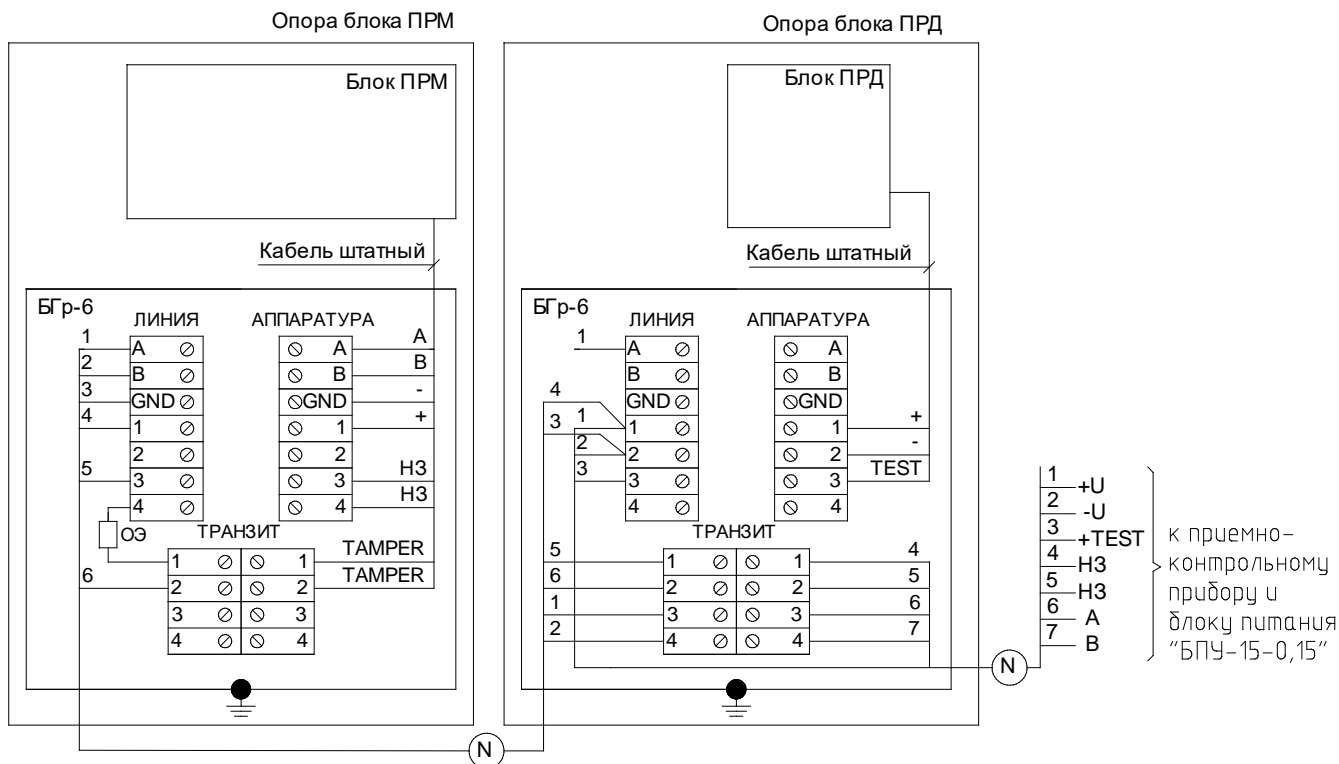 Опора блока ПРМ
Блок ПРМ
Кабель штатный
БГр-6
ЛИНИЯ АППАРАТУРА
1 A A A
2 B B B
3 GND GND -
4 1 1 +
2 2
5 3 3 НЗ
4 4 НЗ
ОЭ
ТРАНЗИТ
1 1 TAMPER
6 2 2 TAMPER
3 3
4 4
N
Опора блока ПРД
Блок ПРД
Кабель штатный
БГр-6
ЛИНИЯ АППАРАТУРА
1 A A
B B
4 GND GND
3 1 1 1 +
2 2 2 -
3 3 3 TEST
4 4
ТРАНЗИТ
5 1 1 4
6 2 2 5
1 3 3 6
2 4 4 7
N
1 +U
2 -U
3 +TEST
4 НЗ
5 НЗ
6 A
7 B
к приемно-
контрольному
прибору и
блоку питания
"БПУ-15-0,15"